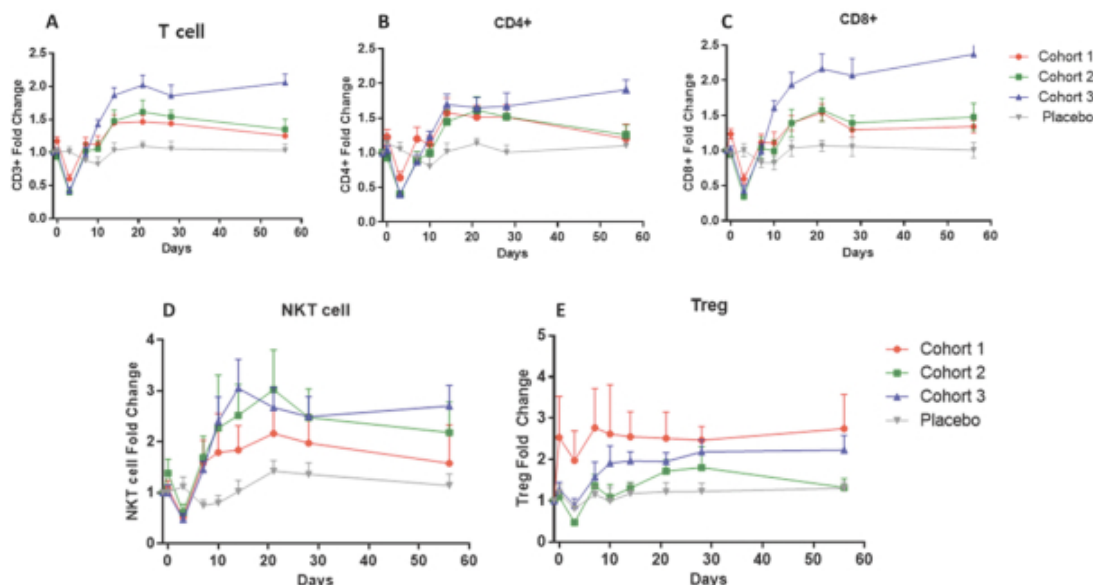 A
T cell
CD3+ Fold Change
2.5
2.0
1.5
1.0
0.5
0.0
0 10 20 30 40 50 60
Days
B
CD4+
CD4+ Fold Change
2.5
2.0
1.5
1.0
0.5
0.0
0 10 20 30 40 50 60
Days
C
CD8+
CD8+ Fold Change
2.5
2.0
1.5
1.0
0.5
0.0
0 10 20 30 40 50 60
Days
Cohort 1
Cohort 2
Cohort 3
Placebo
D
NKT cell
NKT cell Fold Change
4
3
2
1
0
0 10 20 30 40 50 60
Days
E
Treg
Treg Fold Change
5
4
3
2
1
0
0 10 20 30 40 50 60
Days
Cohort 1
Cohort 2
Cohort 3
Placebo